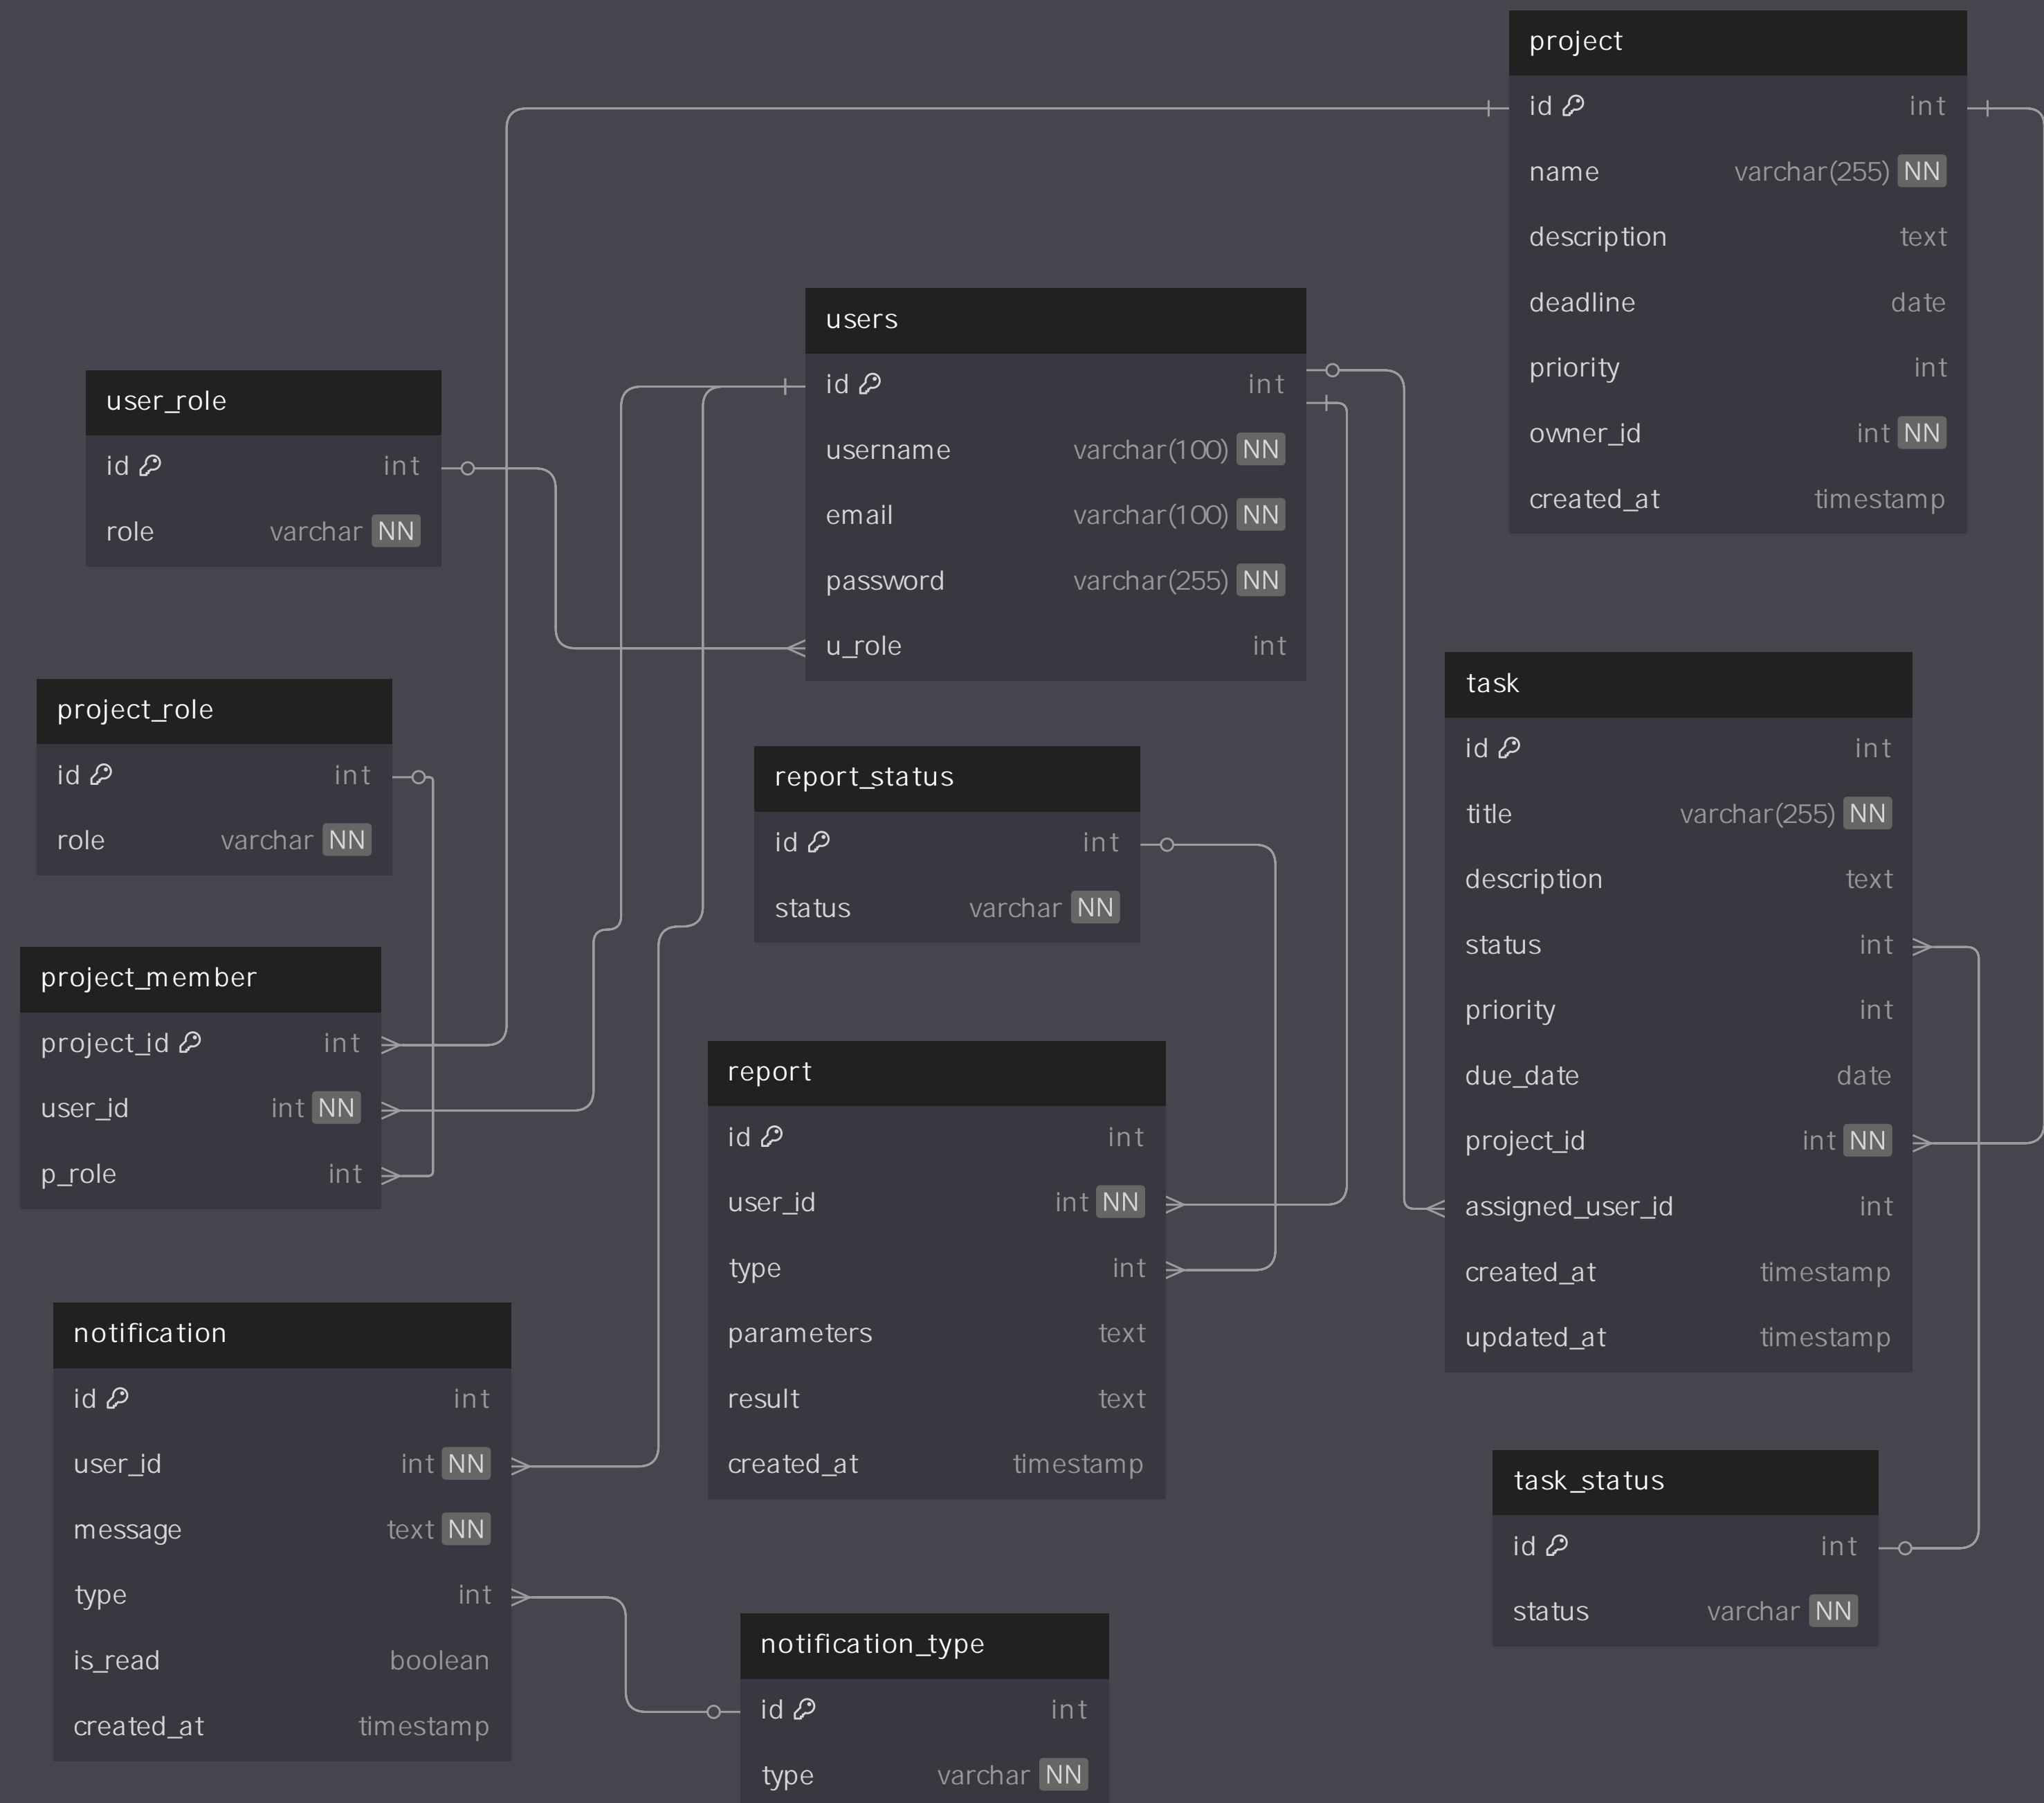 project
id int
name varchar(255) NN
description text
deadline date
priority int
owner_id int NN
created_at timestamp
users
id int
username varchar(100) NN
email varchar(100) NN
password varchar(255) NN
u_role int
user_role
id int
role varchar NN
project_role
id int
role varchar NN
task
id int
title varchar(255) NN
description text
status int
priority int
due_date date
project_id int NN
assigned_user_id int
created_at timestamp
updated_at timestamp
report_status
id int
status varchar NN
project_member
project_id int
user_id int NN
p_role int
report
id int
user_id int NN
type int
parameters text
result text
created_at timestamp
notification
id int
user_id int NN
message text NN
type int
is_read boolean
created_at timestamp
task_status
id int
status varchar NN
notification_type
id int
type varchar NN